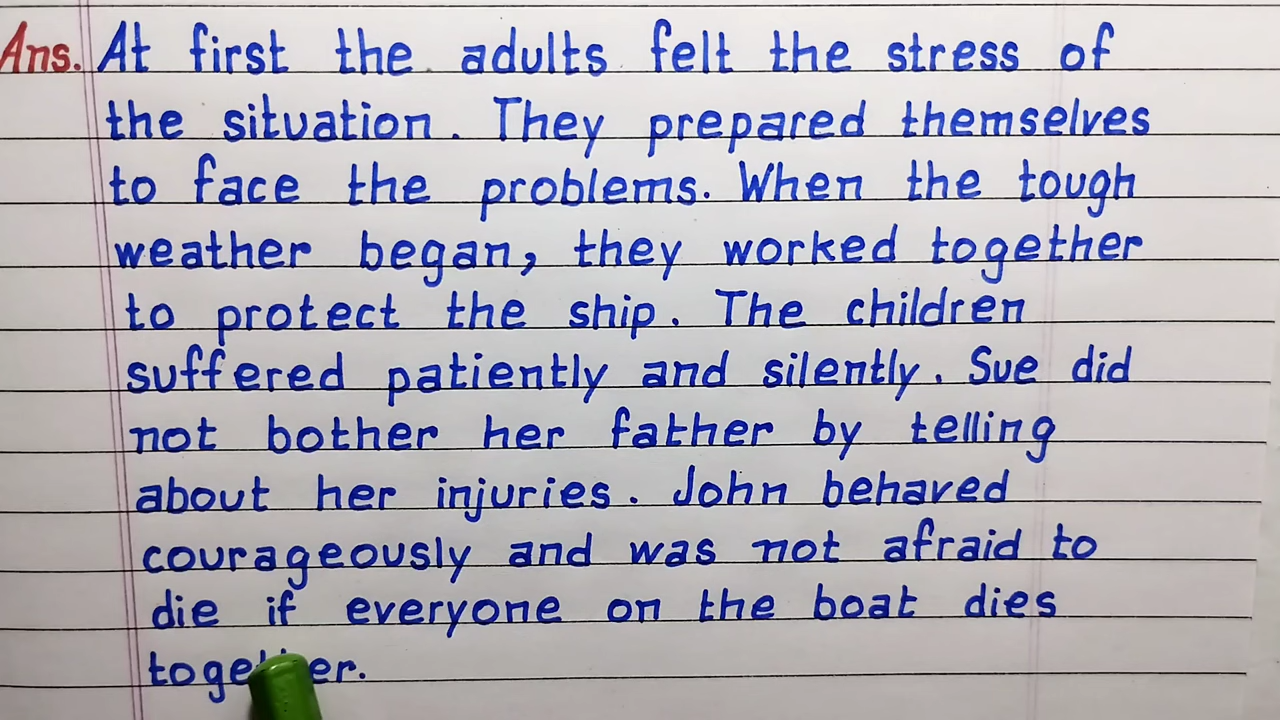 Ans. At first the adults felt the stress of
the situation. They prepared themselves
to face the problems. When the tough
weather began, they worked together
to protect the ship. The children
suffered patiently and silently. Sue did
not bother her father by telling
about her injuries. John behaved
courageously and was not afraid to
die if everyone on the boat dies
together.